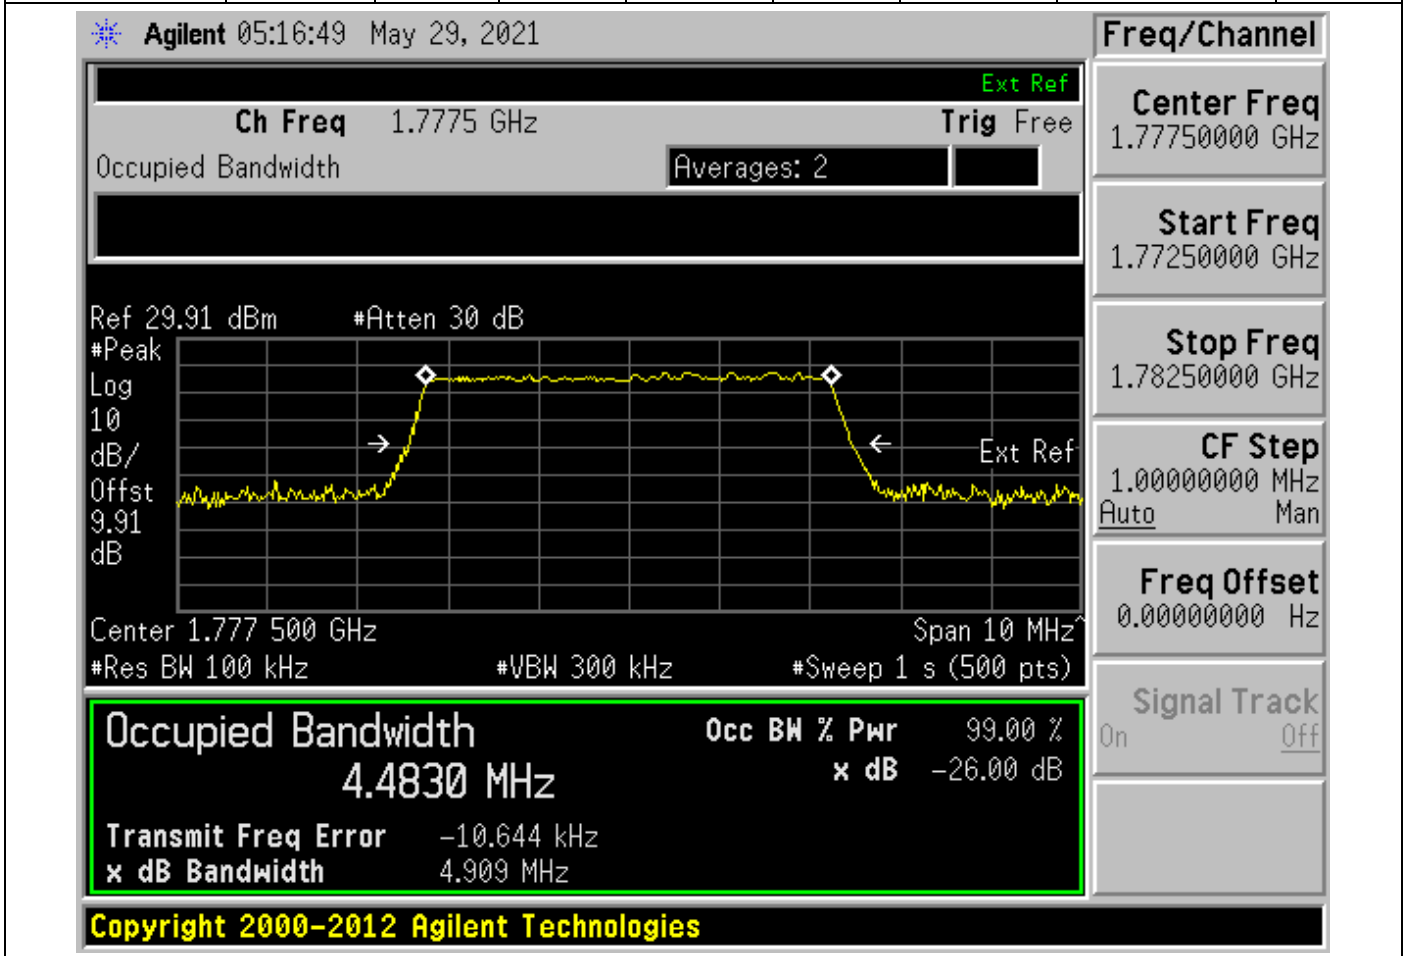 Agilent 05:16:49 May 29, 2021
Freq/Channel
Ext Ref
Ch Freq 1.7775 GHz Trig Free
Occupied Bandwidth Averages: 2
Center Freq
1.77750000 GHz
Start Freq
1.77250000 GHz
Stop Freq
1.78250000 GHz
CF Step
1.00000000 MHz
Auto Man
Freq Offset
0.00000000 Hz
Signal Track
On Off
Ref 29.91 dBm #Atten 30 dB
#Peak
Log
10
dB/
Offst
9.91
dB
Ext Ref
Center 1.777 500 GHz Span 10 MHz^
#Res BW 100 kHz #VBW 300 kHz #Sweep 1 s (500 pts)
Occupied Bandwidth Occ BW % Pwr 99.00 %
4.4830 MHz x dB -26.00 dB
Transmit Freq Error -10.644 kHz
x dB Bandwidth 4.909 MHz
Copyright 2000-2012 Agilent Technologies